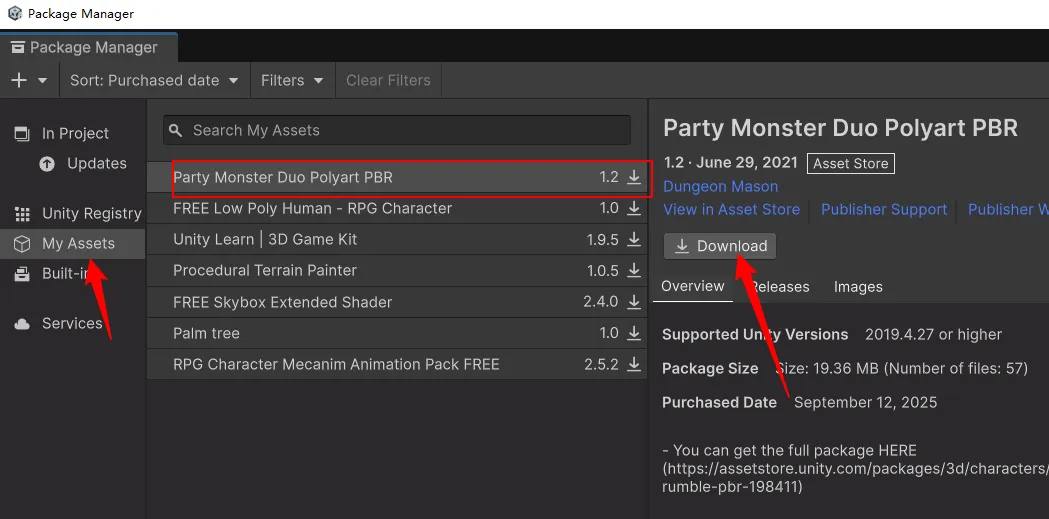 Package Manager
Package Manager
Sort: Purchased date
Filters
Clear Filters
In Project
Updates
Unity Registry
My Assets
Built-in
Services
Search My Assets
Party Monster Duo Polyart PBR 1.2
FREE Low Poly Human - RPG Character 1.0
Unity Learn | 3D Game Kit 1.9.5
Procedural Terrain Painter 1.0.5
FREE Skybox Extended Shader 2.4.0
Palm tree 1.0
RPG Character Mecanim Animation Pack FREE 2.5.2
Party Monster Duo Polyart PBR
1.2 · June 29, 2021 Asset Store
Dungeon Mason
View in Asset Store Publisher Support Publisher W
Download
Overview Releases Images
Supported Unity Versions 2019.4.27 or higher
Package Size Size: 19.36 MB (Number of files: 57)
Purchased Date September 12, 2025
- You can get the full package HERE
(https://assetstore.unity.com/packages/3d/characters/
rumble-pbr-198411)